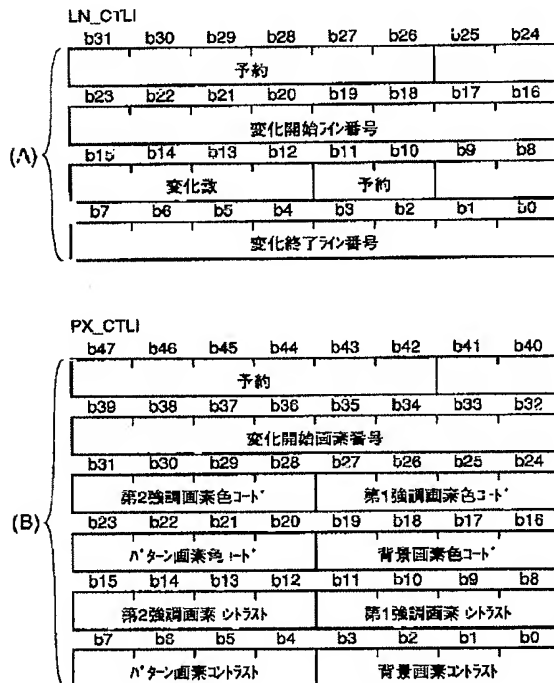 LN_CTLI
b31 b30 b29 b28 b27 b26 b25 b24
予約
b23 b22 b21 b20 b19 b18 b17 b16
変化開始ライン番号
(A)
b15 b14 b13 b12 b11 b10 b9 b8
変化数 予約
b7 b6 b5 b4 b3 b2 b1 b0
変化終了ライン番号
PX_CTLI
b47 b46 b45 b44 b43 b42 b41 b40
予約
b39 b38 b37 b36 b35 b34 b33 b32
変化開始画素番号
b31 b30 b29 b28 b27 b26 b25 b24
第2強調画素色コード 第1強調画素色コード
(B)
b23 b22 b21 b20 b19 b18 b17 b16
パターン画素色コード 背景画素色コード
b15 b14 b13 b12 b11 b10 b9 b8
第2強調画素コントラスト 第1強調画素コントラスト
b7 b6 b5 b4 b3 b2 b1 b0
パターン画素コントラスト 背景画素コントラスト